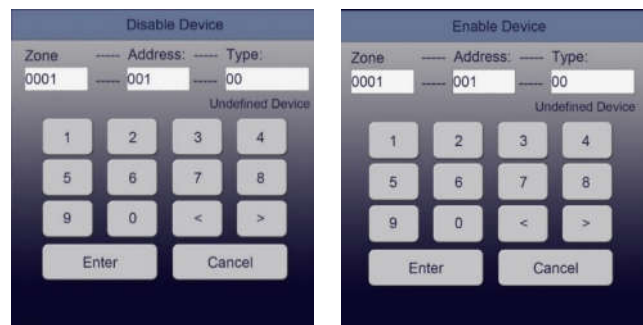 Disable Device
Zone ----- Address: ----- Type:
0001 ----- 001 ----- 00
Undefined Device
1 2 3 4
5 6 7 8
9 0 < >
Enter Cancel
Enable Device
Zone ----- Address: ----- Type:
0001 ----- 001 ----- 00
Undefined Device
1 2 3 4
5 6 7 8
9 0 < >
Enter Cancel